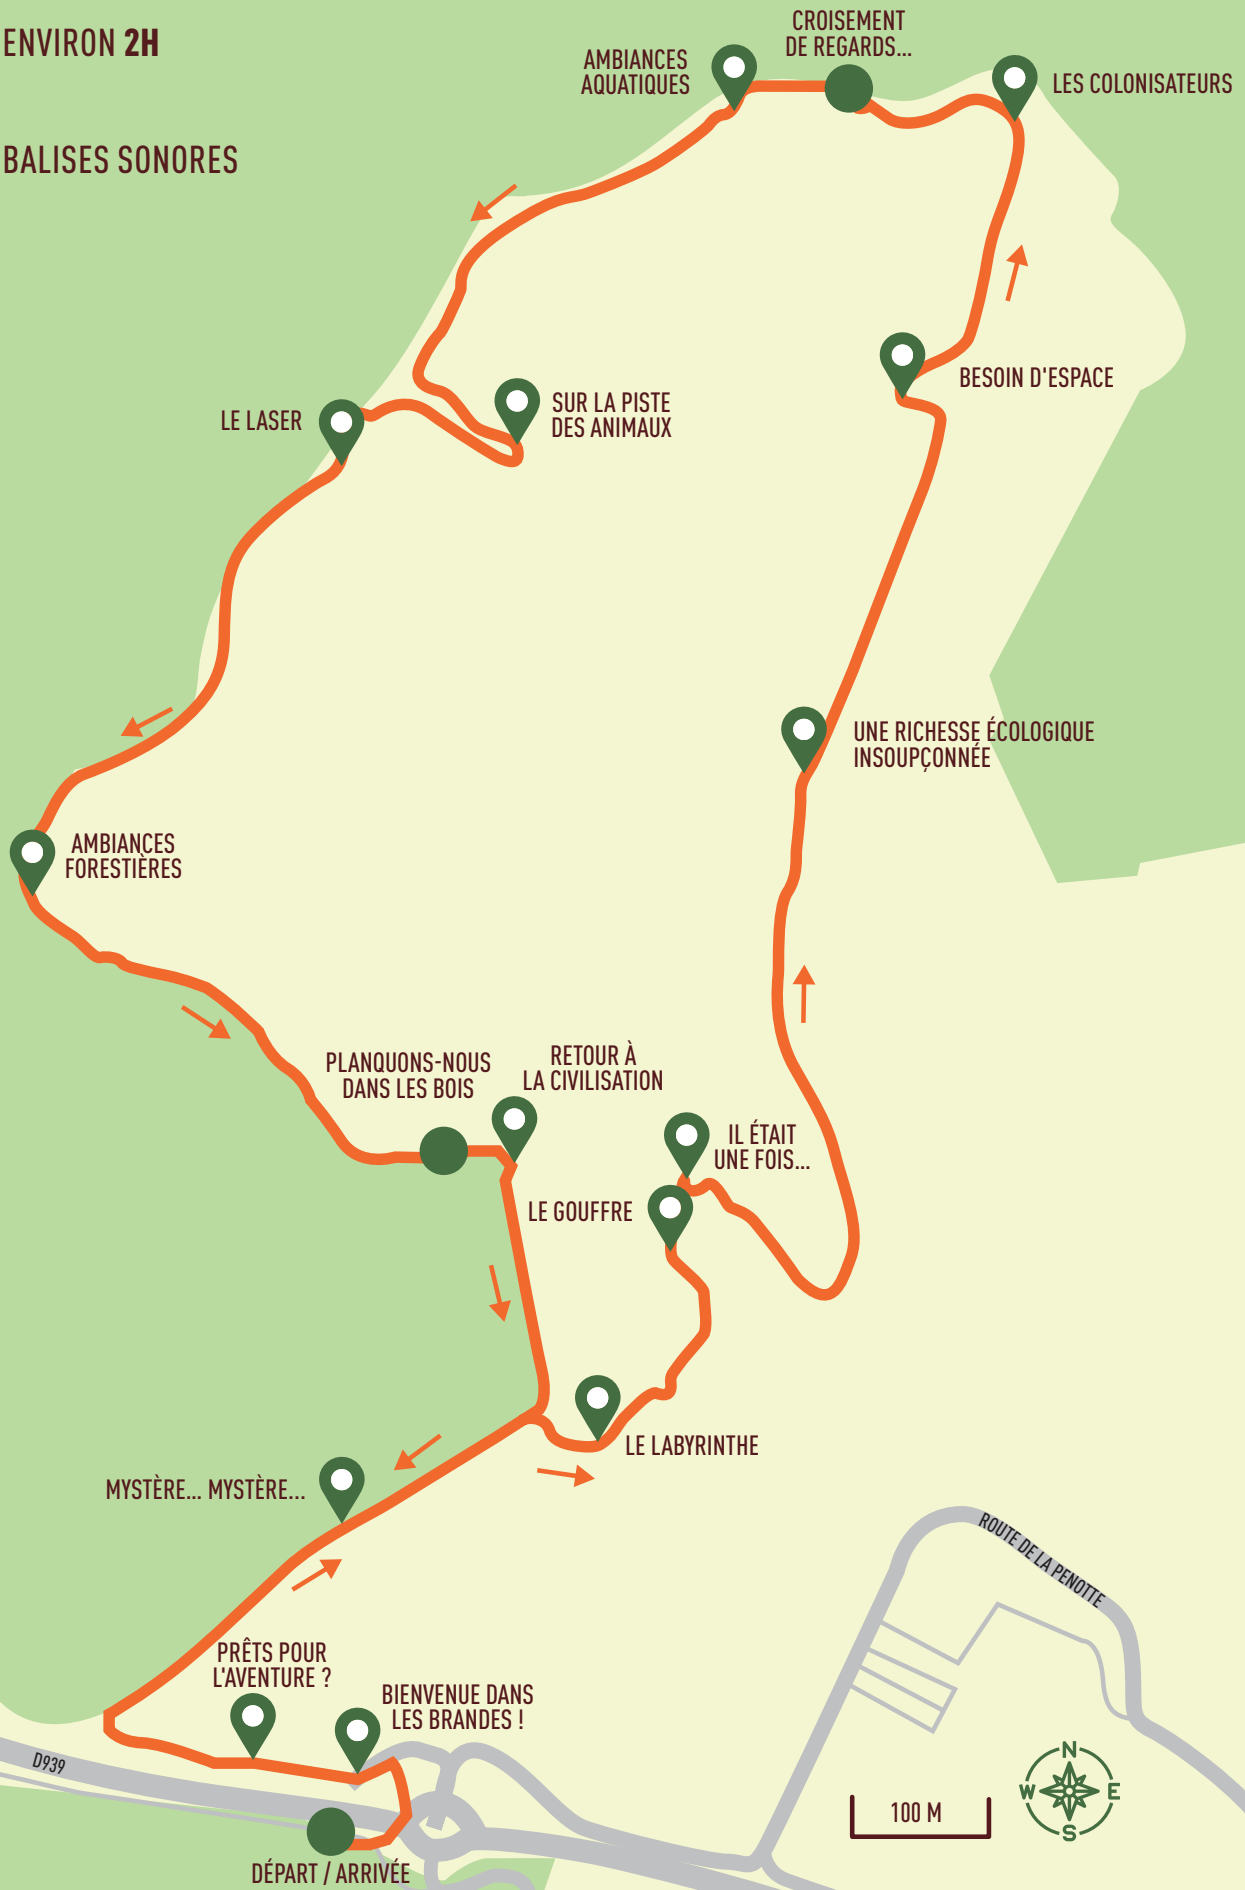 ENVIRON 2H
BALISES SONORES
CROISEMENT
DE REGARDS...
AMBIANCES
AQUATIQUES
LES COLONISATEURS
BESOIN D'ESPACE
SUR LA PISTE
DES ANIMAUX
LE LASER
UNE RICHESSE ÉCOLOGIQUE
INSOUPÇONNÉE
AMBIANCES
FORESTIÈRES
PLANQUONS-NOUS
DANS LES BOIS
RETOUR À
LA CIVILISATION
IL ÉTAIT
UNE FOIS...
LE GOUFFRE
LE LABYRINTHE
MYSTÈRE... MYSTÈRE...
ROUTE DE LA PENOTTE
PRÊTS POUR
L'AVENTURE ?
BIENVENUE DANS
LES BRANDES !
D939
N
W
E
S
100 M
DÉPART / ARRIVÉE